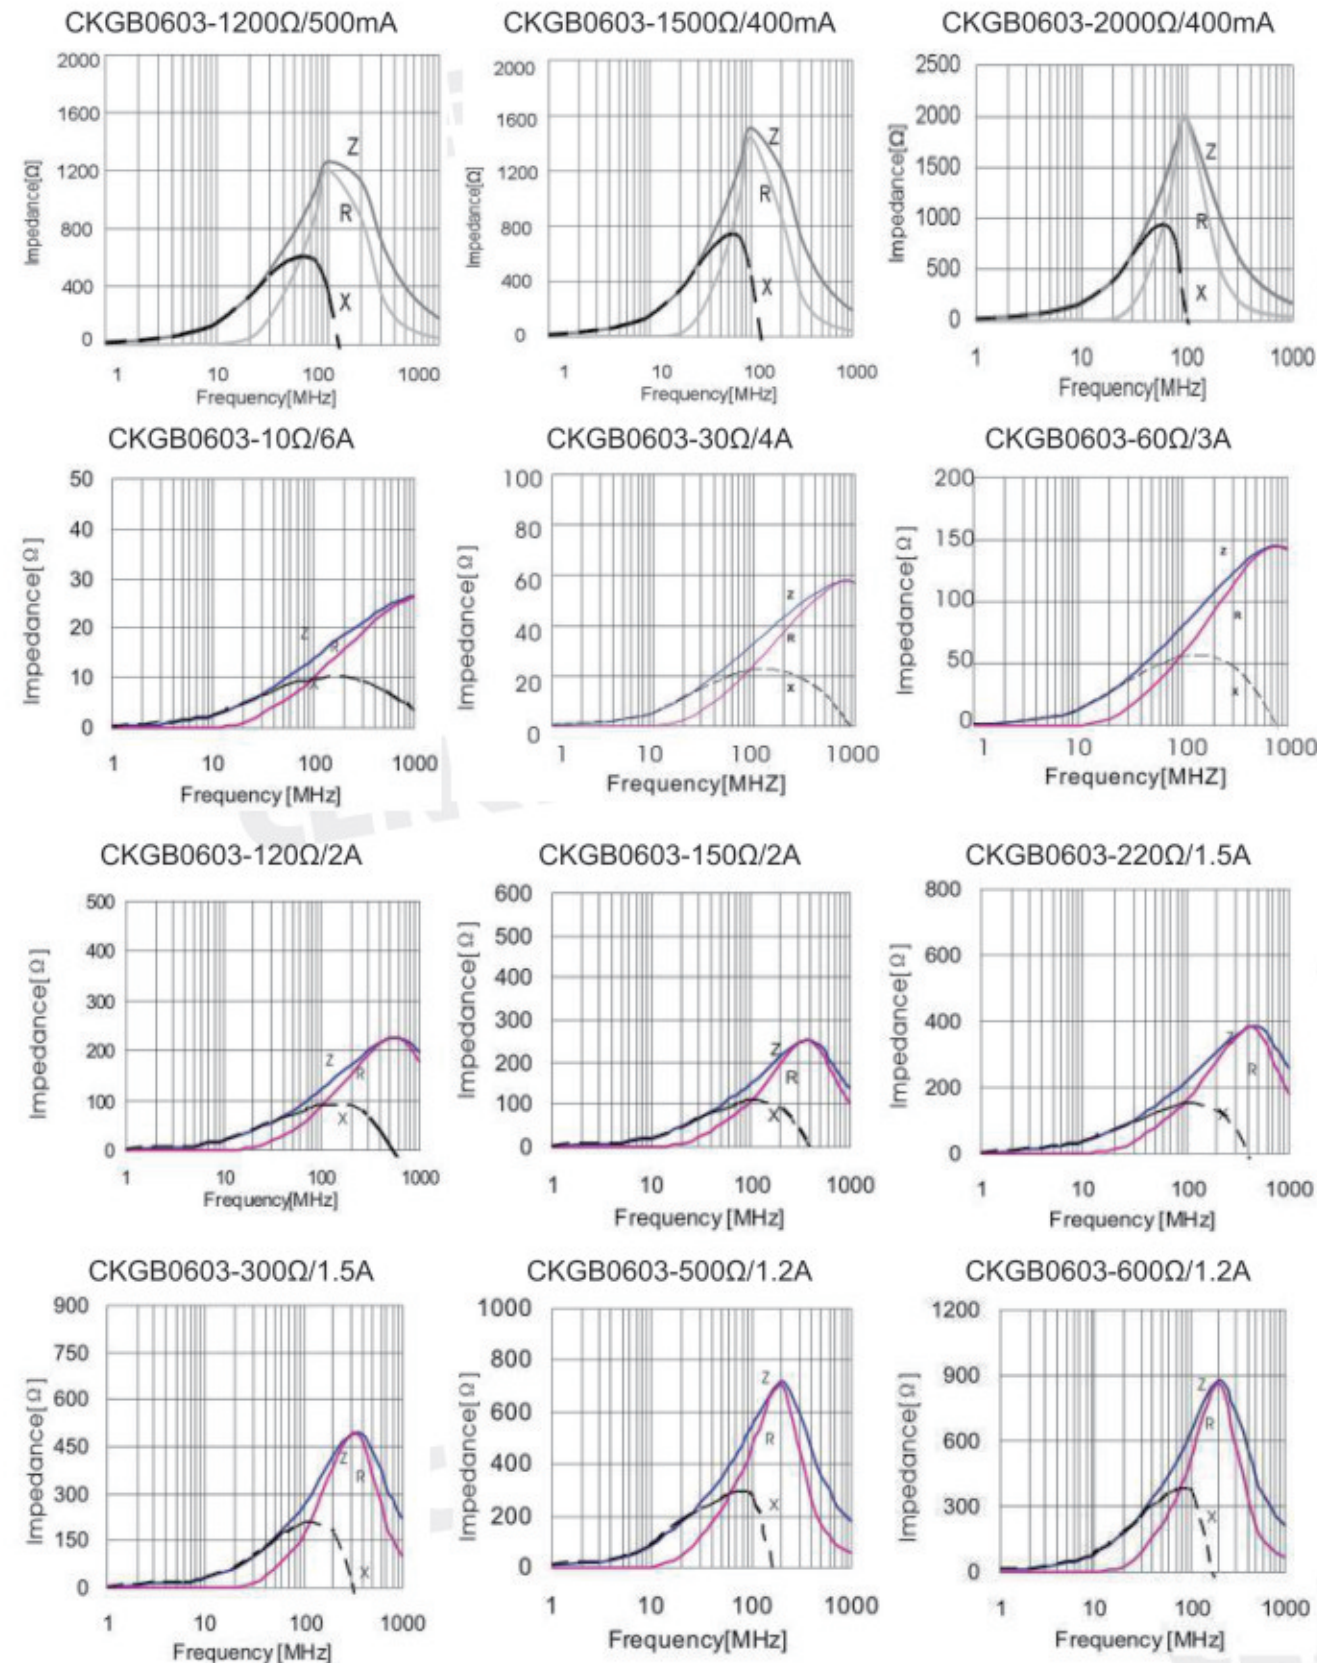 CKGB0603-1200Ω/500mA
2000
1600
1200
800
400
0
Impedance[Ω]
Z
R
X
1 10 100 1000
Frequency[MHz]
CKGB0603-1500Ω/400mA
2000
1600
1200
800
400
0
Impedance[Ω]
Z
R
X
1 10 100 1000
Frequency[MHz]
CKGB0603-2000Ω/400mA
2500
2000
1500
1000
500
0
Impedance[Ω]
Z
R
X
1 10 100 1000
Frequency[MHz]
CKGB0603-10Ω/6A
50
40
30
20
10
0
Impedance[Ω]
Z
R
X
1 10 100 1000
Frequency[MHz]
CKGB0603-30Ω/4A
100
80
60
40
20
0
Impedance[Ω]
Z
R
X
1 10 100 1000
Frequency[MHZ]
CKGB0603-60Ω/3A
200
150
100
50
0
Impedance[Ω]
Z
R
X
1 10 100 1000
Frequency[MHZ]
CKGB0603-120Ω/2A
500
400
300
200
100
0
Impedance[Ω]
Z
R
X
1 10 100 1000
Frequency[MHz]
CKGB0603-150Ω/2A
600
500
400
300
200
100
0
Impedance[Ω]
Z
R
X
1 10 100 1000
Frequency[MHz]
CKGB0603-220Ω/1.5A
800
600
400
200
0
Impedance[Ω]
Z
R
X
1 10 100 1000
Frequency[MHz]
CKGB0603-300Ω/1.5A
900
750
600
450
300
150
0
Impedance[Ω]
Z
R
X
1 10 100 1000
Frequency[MHz]
CKGB0603-500Ω/1.2A
1000
800
600
400
200
0
Impedance[Ω]
Z
R
X
1 10 100 1000
Frequency[MHz]
CKGB0603-600Ω/1.2A
1200
900
600
300
0
Impedance[Ω]
Z
R
X
1 10 100 1000
Frequency[MHz]